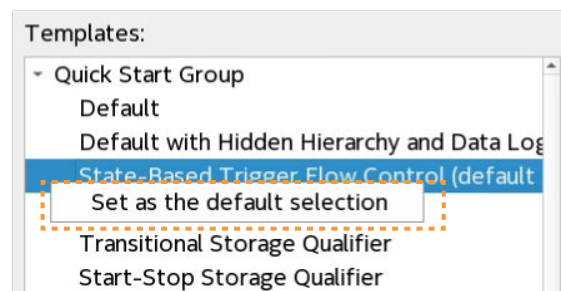 Templates:
Quick Start Group
Default
Default with Hidden Hierarchy and Data Log
State-Based Trigger Flow Control (default
Set as the default selection
Transitional Storage Qualifier
Start-Stop Storage Qualifier